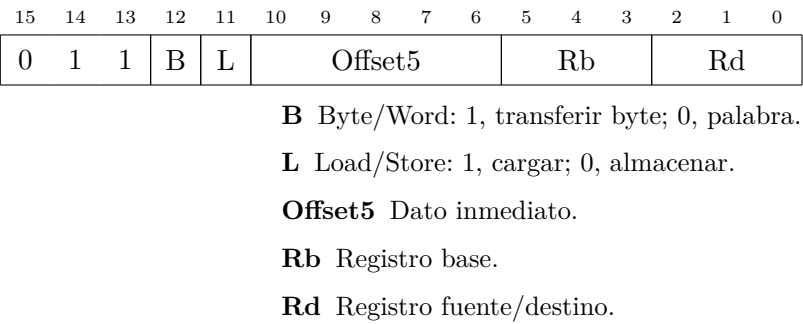 15 14 13 12 11 10 9 8 7 6 5 4 3 2 1 0
0 1 1 B L Offset5 Rb Rd
B Byte/Word: 1, transferir byte; 0, palabra.
L Load/Store: 1, cargar; 0, almacenar.
Offset5 Dato inmediato.
Rb Registro base.
Rd Registro fuente/destino.